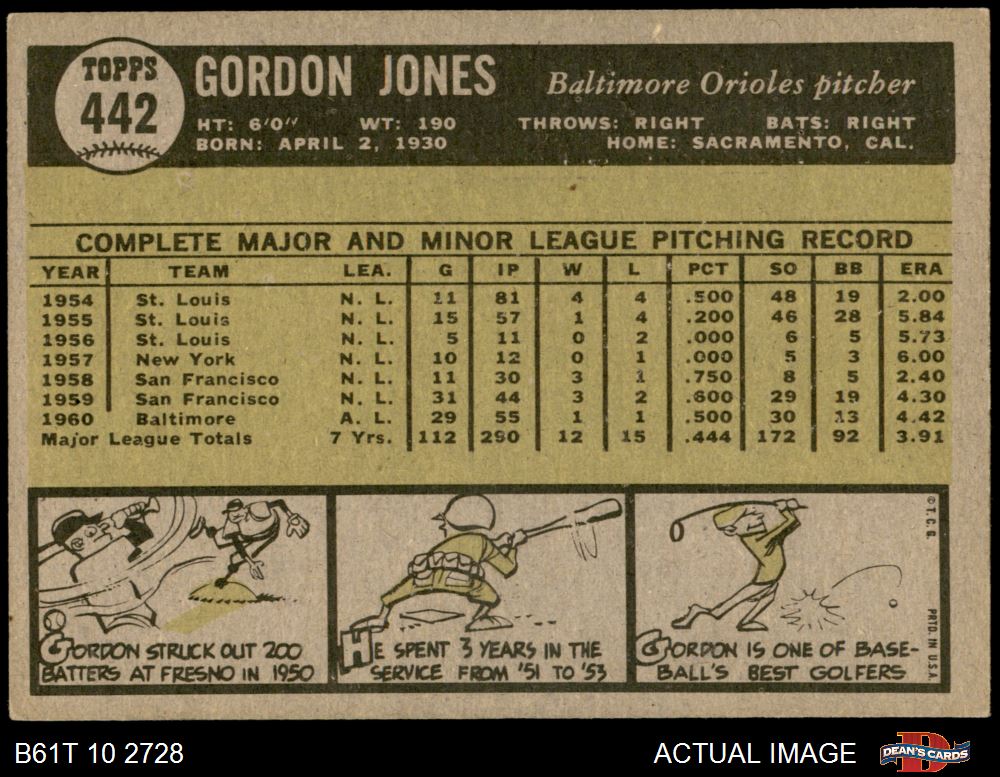 TOPPS
442
GORDON JONES
Baltimore Orioles pitcher
HT: 6'0" WT: 190 THROWS: RIGHT BATS: RIGHT
BORN: APRIL 2, 1930 HOME: SACRAMENTO, CAL.
COMPLETE MAJOR AND MINOR LEAGUE PITCHING RECORD
YEAR TEAM LEA. G IP W L PCT SO BB ERA
1954 St. Louis N. L. 11 81 4 4 .500 48 19 2.00
1955 St. Louis N. L. 15 57 1 4 .200 46 28 5.84
1956 St. Louis N. L. 5 11 0 2 .000 6 5 5.73
1957 New York N. L. 10 12 0 1 .000 5 3 6.00
1958 San Francisco N. L. 11 30 3 1 .750 8 5 2.40
1959 San Francisco N. L. 31 44 3 2 .600 29 19 4.30
1960 Baltimore A. L. 29 55 1 1 .500 30 13 4.42
Major League Totals 7 Yrs. 112 290 12 15 .444 172 92 3.91
GORDON STRUCK OUT 200
BATTERS AT FRESNO IN 1950
HE SPENT 3 YEARS IN THE
SERVICE FROM '51 TO '53
GORDON IS ONE OF BASE-
BALL'S BEST GOLFERS
© T. C. G.
PRTD. IN U.S.A.
B61T 10 2728
ACTUAL IMAGE
D
DEAN'S CARDS